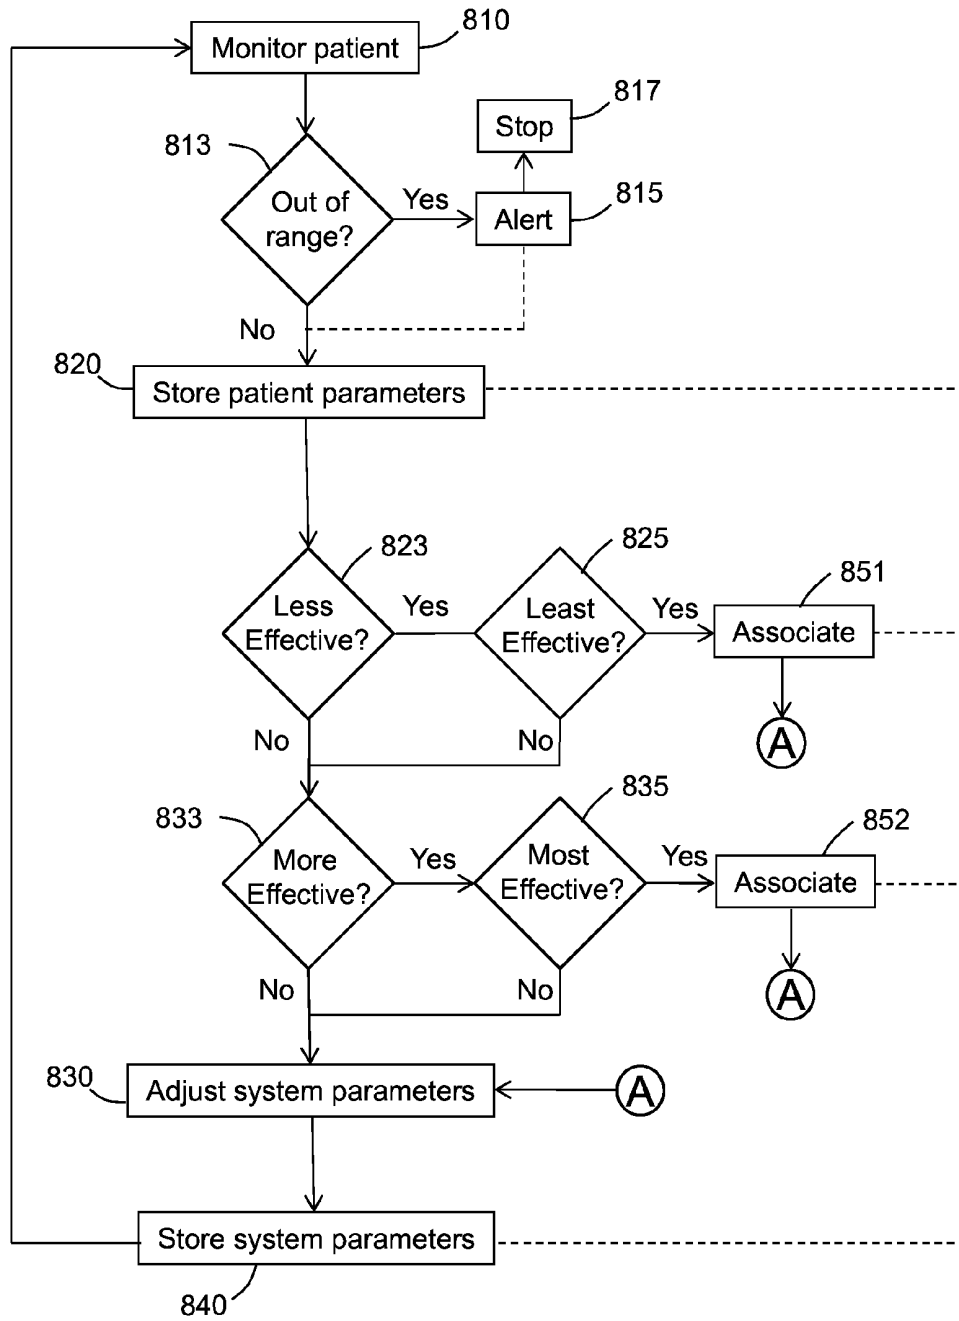 810
Monitor patient
817
Stop
813
Out of
range?
Yes
815
Alert
No
820
Store patient parameters
823
Less
Effective?
Yes
825
Least
Effective?
Yes
851
Associate
No
No
A
833
More
Effective?
Yes
835
Most
Effective?
Yes
852
Associate
No
No
A
830
Adjust system parameters
A
Store system parameters
840